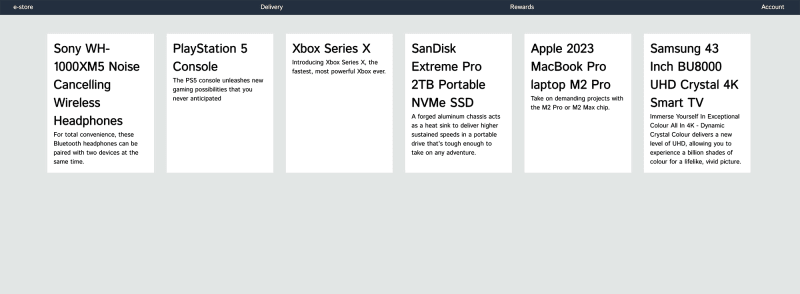 e-store
Delivery
Rewards
Account
Sony WH-
1000XM5 Noise
Cancelling
Wireless
Headphones
For total convenience, these
Bluetooth headphones can be
paired with two devices at the
same time.
PlayStation 5
Console
The PS5 console unleashes new
gaming possibilities that you
never anticipated
Xbox Series X
Introducing Xbox Series X, the
fastest, most powerful Xbox ever.
SanDisk
Extreme Pro
2TB Portable
NVMe SSD
A forged aluminum chassis acts
as a heat sink to deliver higher
sustained speeds in a portable
drive that's tough enough to
take on any adventure.
Apple 2023
MacBook Pro
laptop M2 Pro
Take on demanding projects with
the M2 Pro or M2 Max chip.
Samsung 43
Inch BU8000
UHD Crystal 4K
Smart TV
Immerse Yourself In Exceptional
Colour All In 4K - Dynamic
Crystal Colour delivers a new
level of UHD, allowing you to
experience a billion shades of
colour for a lifelike, vivid picture.